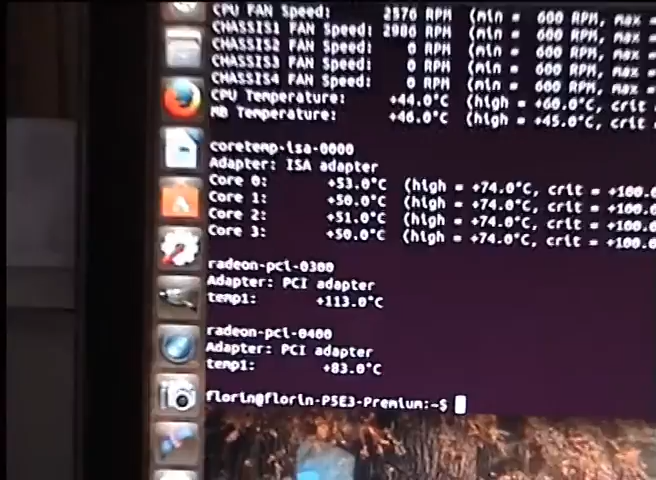 CPU FAN Speed: 2576 RPM (min = 600 RPM, max =
CHASSIS1 FAN Speed: 2986 RPM (min = 600 RPM, max =
CHASSIS2 FAN Speed: 0 RPM (min = 600 RPM, max =
CHASSIS3 FAN Speed: 0 RPM (min = 600 RPM, max =
CHASSIS4 FAN Speed: 0 RPM (min = 600 RPM, max =
CPU Temperature: +44.0°C (high = +60.0°C, crit =
MB Temperature: +46.0°C (high = +45.0°C, crit =
coretemp-isa-0000
Adapter: ISA adapter
Core 0: +53.0°C (high = +74.0°C, crit = +100.0
Core 1: +50.0°C (high = +74.0°C, crit = +100.0
Core 2: +51.0°C (high = +74.0°C, crit = +100.0
Core 3: +50.0°C (high = +74.0°C, crit = +100.0
radeon-pci-0300
Adapter: PCI adapter
temp1: +113.0°C
radeon-pci-0400
Adapter: PCI adapter
temp1: +83.0°C
florin@florin-P5E3-Premium:~$